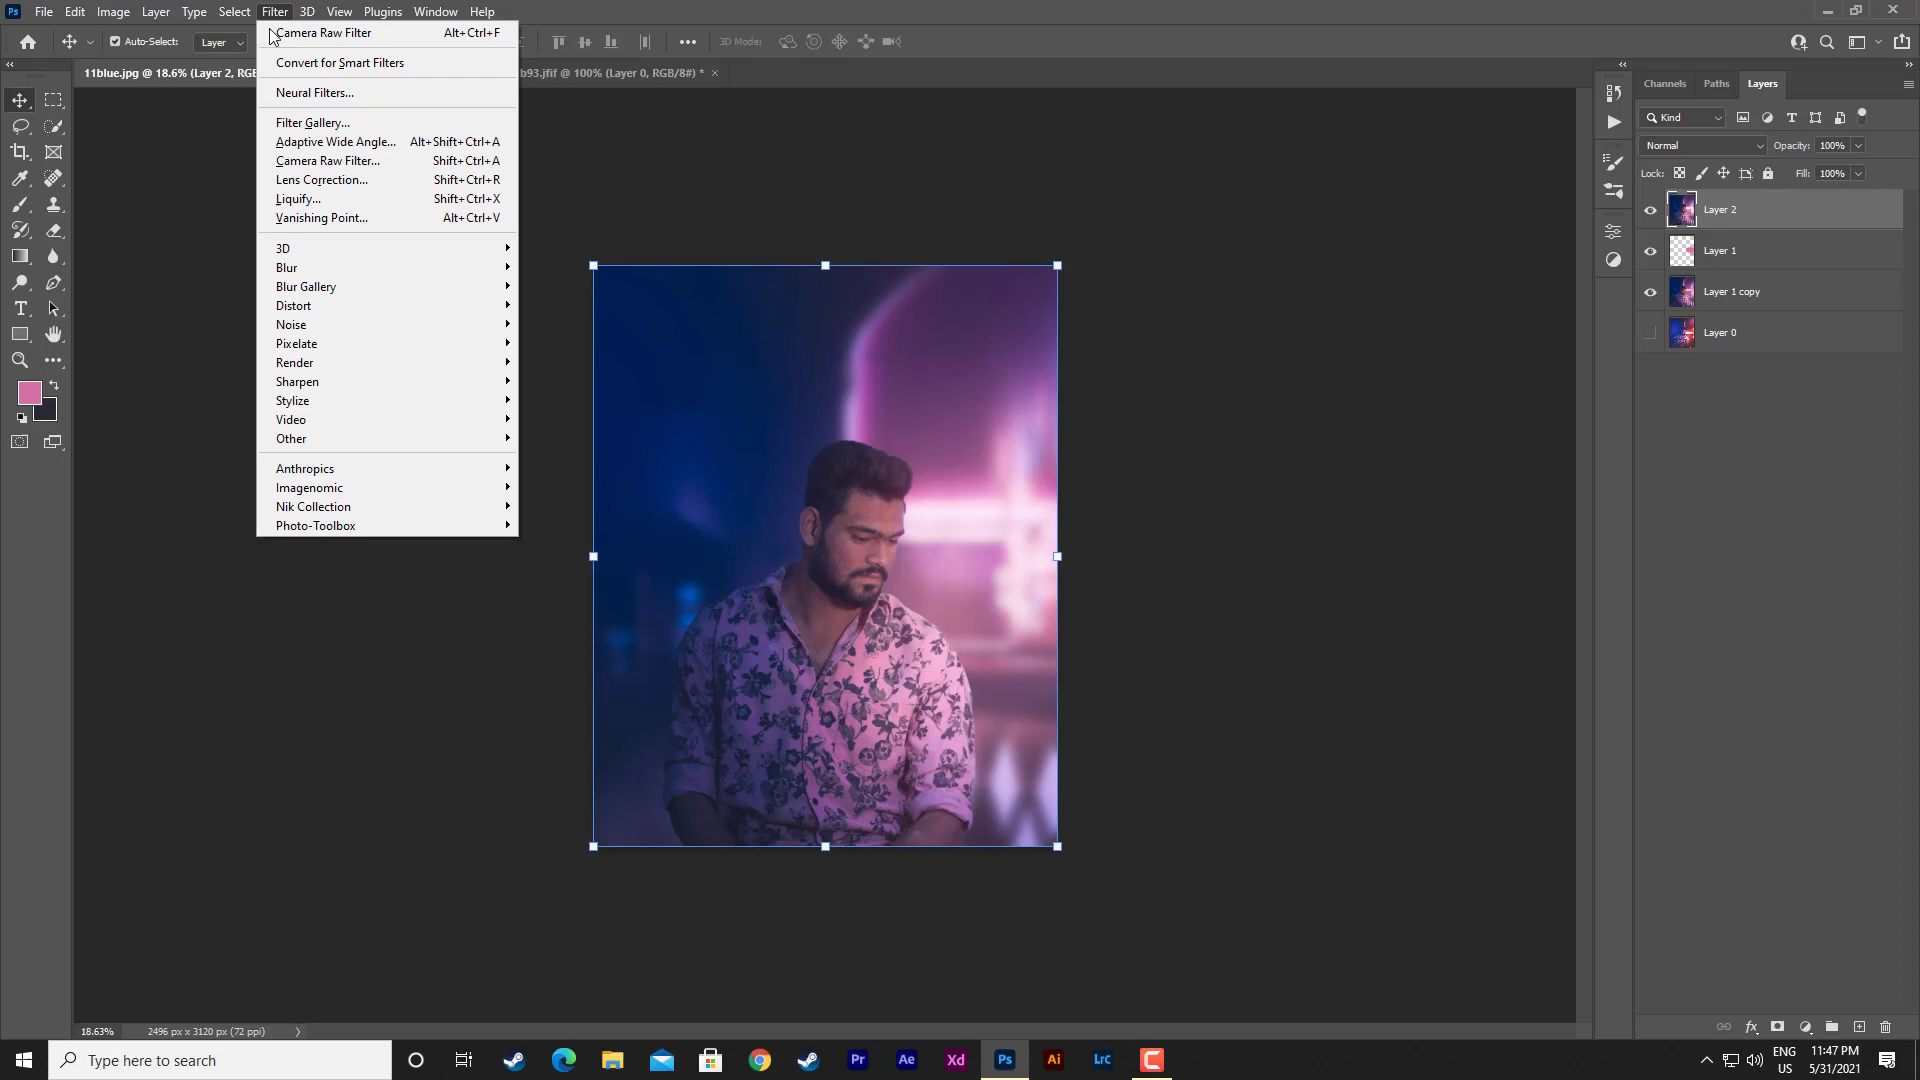 Ps File Edit Image Layer Type Select Filter 3D View Plugins Window Help
Auto-Select: Layer 3D Mode:
11blue.jpg @ 18.6% (Layer 2, RGB b93.jfif @ 100% (Layer 0, RGB/8#) *
Camera Raw Filter Alt+Ctrl+F
Convert for Smart Filters
Neural Filters...
Filter Gallery...
Adaptive Wide Angle... Alt+Shift+Ctrl+A
Camera Raw Filter... Shift+Ctrl+A
Lens Correction... Shift+Ctrl+R
Liquify... Shift+Ctrl+X
Vanishing Point... Alt+Ctrl+V
3D
Blur
Blur Gallery
Distort
Noise
Pixelate
Render
Sharpen
Stylize
Video
Other
Anthropics
Imagenomic
Nik Collection
Photo-Toolbox
Channels Paths Layers
Kind
Normal Opacity: 100%
Lock: Fill: 100%
Layer 2
Layer 1
Layer 1 copy
Layer 0
18.63% 2496 px x 3120 px (72 ppi)
Type here to search
Pr Ae Xd Ps Ai Lrc
ENG 11:47 PM
US 5/31/2021